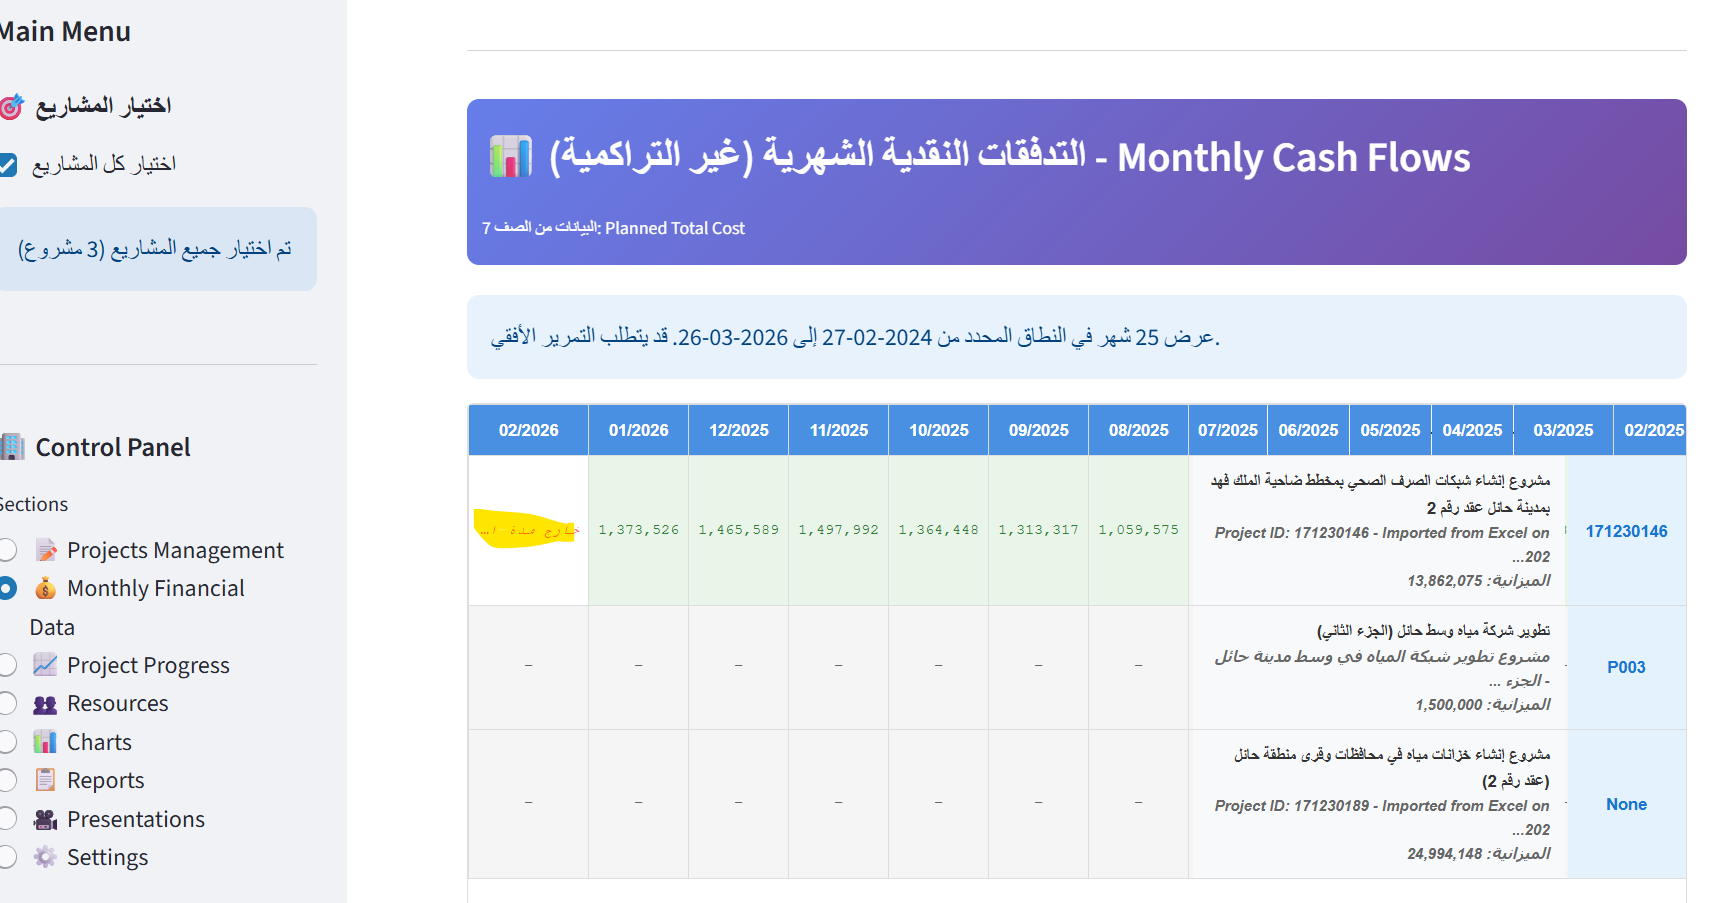 Main Menu
اختيار المشاريع
اختيار كل المشاريع
تم اختيار جميع المشاريع (3 مشروع)
Control Panel
Sections
Projects Management
Monthly Financial
Data
Project Progress
Resources
Charts
Reports
Presentations
Settings
التدفقات النقدية الشهرية (غير التراكمية) - Monthly Cash Flows
البيانات من الصف 7: Planned Total Cost
عرض 25 شهر في النطاق المحدد من 2024-02-27 إلى 2026-03-26. قد يتطلب التمرير الأفقي.
02/2026 01/2026 12/2025 11/2025 10/2025 09/2025 08/2025 07/2025 06/2025 05/2025 04/2025 03/2025 02/2025
171230146
مشروع إنشاء شبكات الصرف الصحي بمخطط ضاحية الملك فهد
بمدينة حائل عقد رقم 2
Project ID: 171230146 - Imported from Excel on
202...
الميزانية: 13,862,075
خارج مدة ا... 1,373,526 1,465,589 1,497,992 1,364,448 1,313,317 1,059,575
P003
تطوير شركة مياه وسط حائل (الجزء الثاني)
مشروع تطوير شبكة المياه في وسط مدينة حائل
- الجزء ...
الميزانية: 1,500,000
- - - - - - -
None
مشروع إنشاء خزانات مياه في محافظات وقرى منطقة حائل
(عقد رقم 2)
Project ID: 171230189 - Imported from Excel on
202...
الميزانية: 24,994,148
- - - - - - -